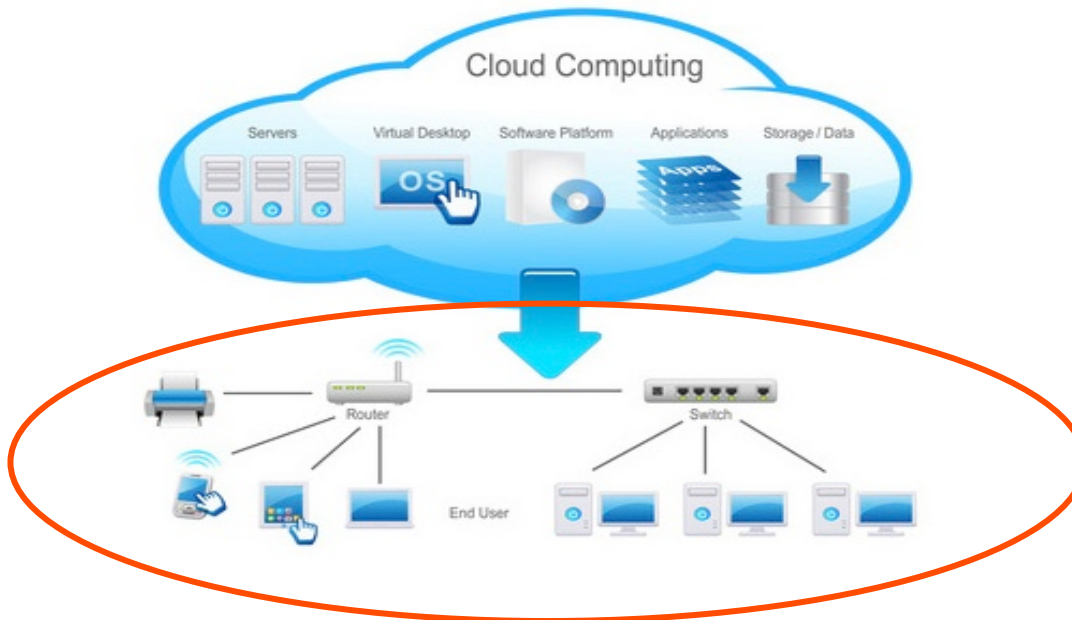 Cloud Computing
Servers
Virtual Desktop
Software Platform
Applications
Storage / Data
OS
Apps
Router
Switch
End User